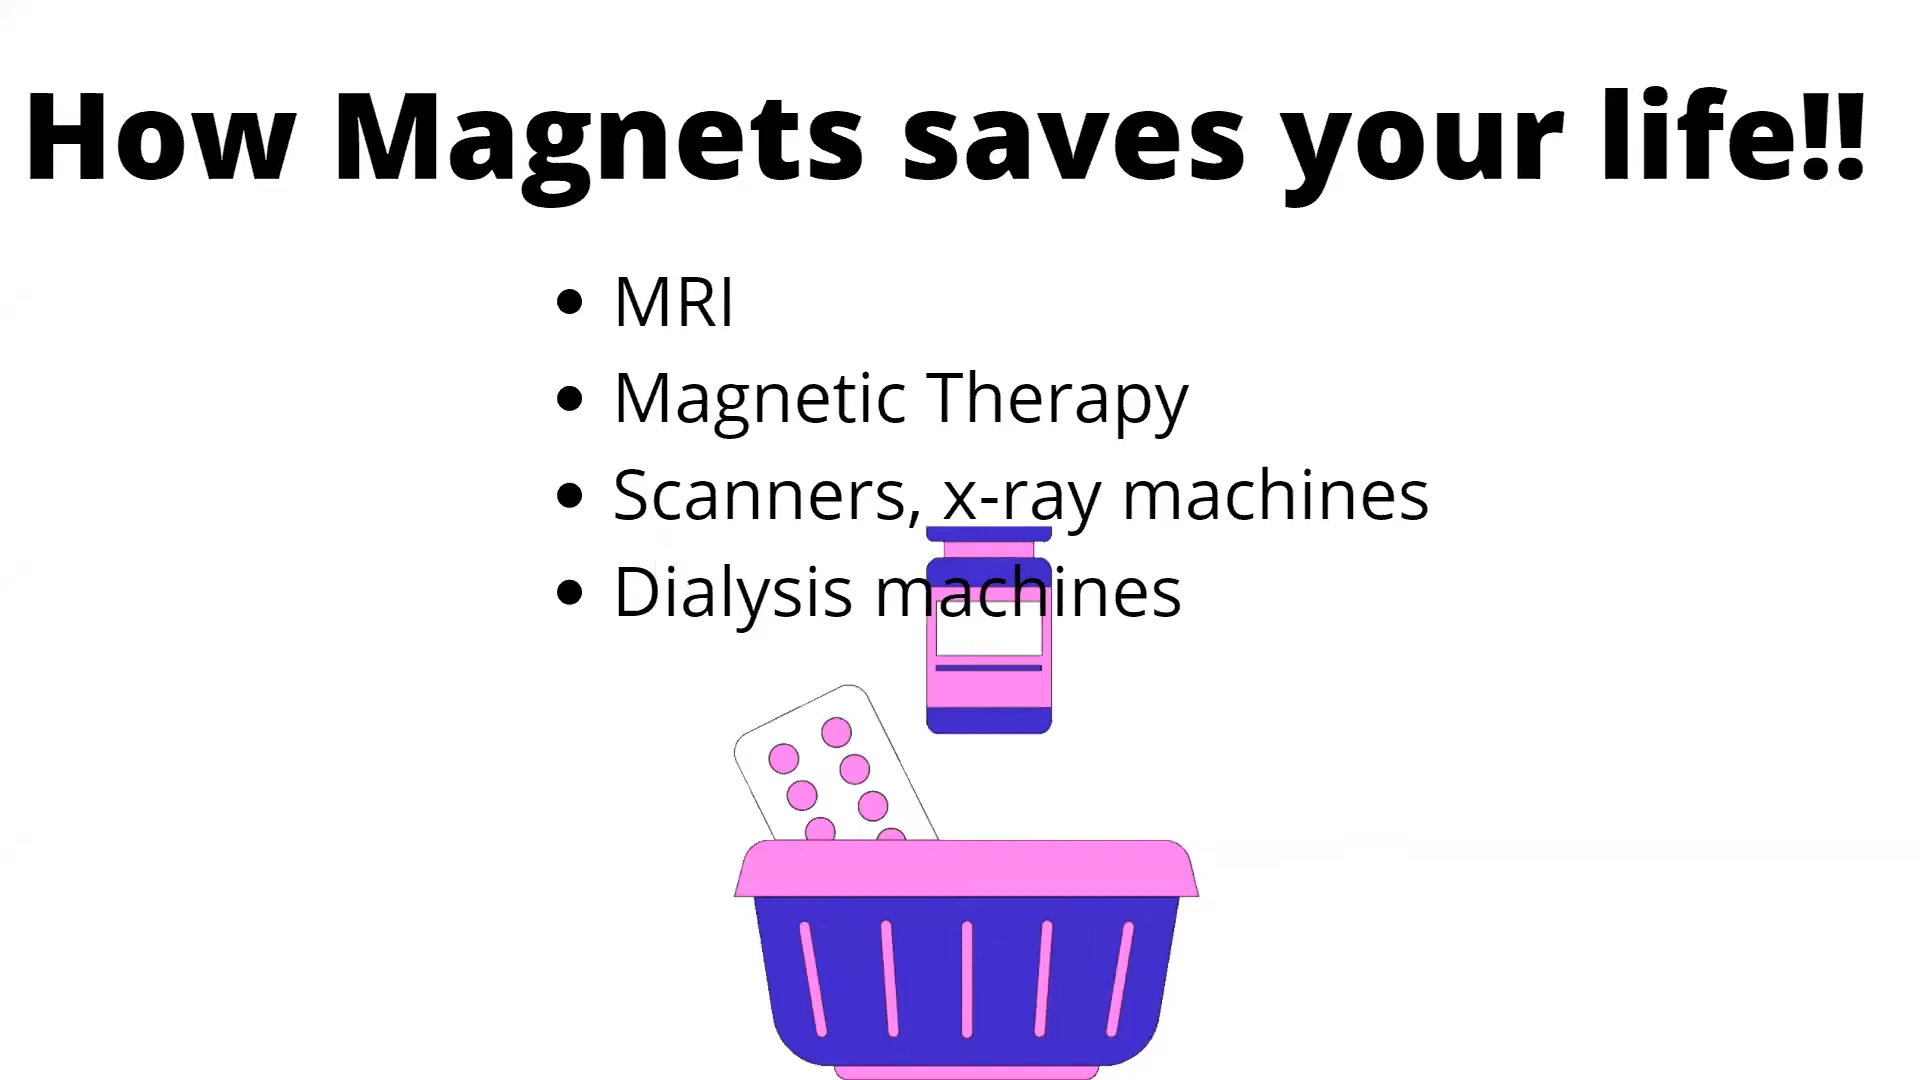 How Magnets saves your life!!
• MRI
• Magnetic Therapy
• Scanners, x-ray machines
• Dialysis machines